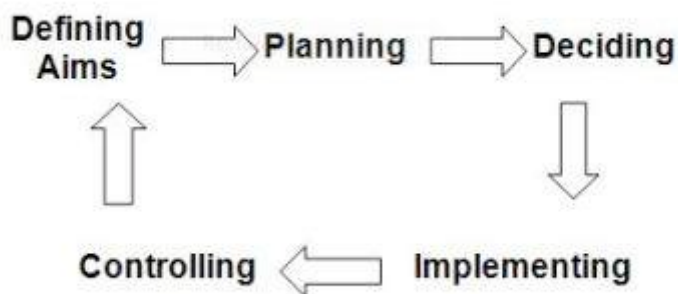 Defining
Aims
Planning
Deciding
Controlling
Implementing